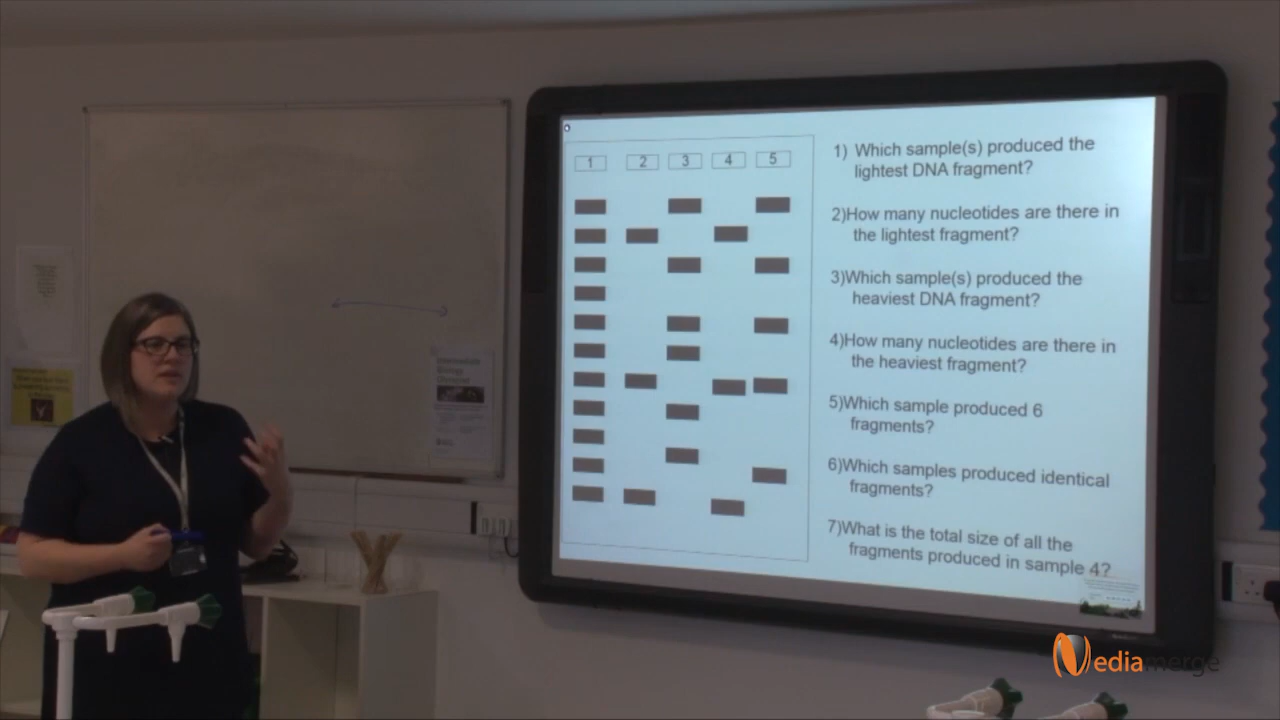 1 2 3 4 5
1) Which sample(s) produced the
lightest DNA fragment?
2)How many nucleotides are there in
the lightest fragment?
3)Which sample(s) produced the
heaviest DNA fragment?
4)How many nucleotides are there in
the heaviest fragment?
5)Which sample produced 6
fragments?
6)Which samples produced identical
fragments?
7)What is the total size of all the
fragments produced in sample 4?
Intermediate
Biology
Olympiad
ediamerge